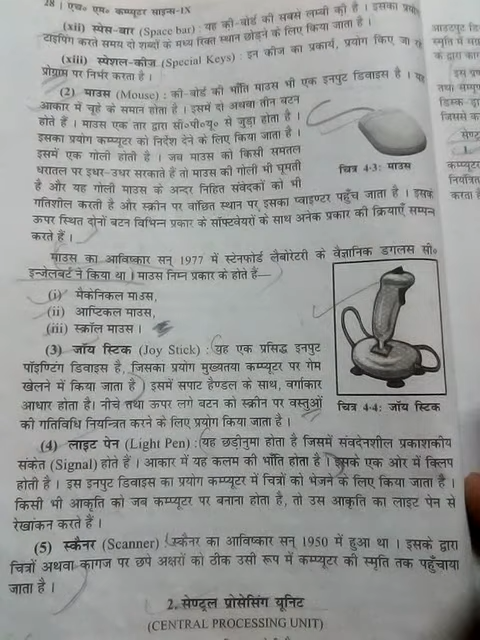 28 | एच० एम० कम्प्यूटर साइन्स-IX
(xii) स्पेस-बार (Space bar) : यह की-बोर्ड की सबसे लम्बी की है । इसका प्रयोग
टाइपिंग करते समय दो शब्दों के मध्य रिक्त स्थान छोड़ने के लिए किया जाता है ।
(xiii) स्पेशल-कीज (Special Keys) : इन कीज का प्रकार्य, प्रयोग किए जा रहे
प्रोग्राम पर निर्भर करता है ।
(2) माउस (Mouse) : की-बोर्ड की भाँति माउस भी एक इनपुट डिवाइस है । यह
आकार में चूहे के समान होता है । इसमें दो अथवा तीन बटन
होते हैं । माउस एक तार द्वारा सी०पी०यू० से जुड़ा होता है ।
इसका प्रयोग कम्प्यूटर को निर्देश देने के लिए किया जाता है ।
इसमें एक गोली होती है । जब माउस को किसी समतल
धरातल पर इधर-उधर सरकाते हैं तो माउस की गोली भी घूमती
है और यह गोली माउस के अन्दर निहित संवेदकों को भी
गतिशील करती है और स्क्रीन पर वांछित स्थान पर इसका प्वाइण्टर पहुँच जाता है । इसके
ऊपर स्थित दोनों बटन विभिन्न प्रकार के सॉफ्टवेयरों के साथ अनेक प्रकार की क्रियाएँ सम्पन्न
करते हैं ।
चित्र 4·3: माउस
माउस का आविष्कार सन् 1977 में स्टेनफोर्ड लैबोरेटरी के वैज्ञानिक डगलस सी०
इन्जेलबर्ट ने किया था । माउस निम्न प्रकार के होते हैं—
(i) मैकेनिकल माउस,
(ii) आप्टिकल माउस,
(iii) स्क्रॉल माउस ।
(3) जॉय स्टिक (Joy Stick) : यह एक प्रसिद्ध इनपुट
पॉइण्टिंग डिवाइस है, जिसका प्रयोग मुख्यतया कम्प्यूटर पर गेम
खेलने में किया जाता है । इसमें सपाट हैण्डल के साथ, वर्गाकार
आधार होता है। नीचे तथा ऊपर लगे बटन को स्क्रीन पर वस्तुओं
की गतिविधि नियन्त्रित करने के लिए प्रयोग किया जाता है ।
चित्र 4·4: जॉय स्टिक
(4) लाइट पेन (Light Pen) : यह छड़ीनुमा होता है जिसमें संवेदनशील प्रकाशकीय
संकेत (Signal) होते हैं । आकार में यह कलम की भाँति होता है । इसके एक ओर में क्लिप
होती है । इस इनपुट डिवाइस का प्रयोग कम्प्यूटर में चित्रों को भेजने के लिए किया जाता है ।
किसी भी आकृति को जब कम्प्यूटर पर बनाना होता है, तो उस आकृति का लाइट पेन से
रेखांकन करते हैं ।
(5) स्कैनर (Scanner) : स्कैनर का आविष्कार सन् 1950 में हुआ था । इसके द्वारा
चित्रों अथवा कागज पर छपे अक्षरों को ठीक उसी रूप में कम्प्यूटर की स्मृति तक पहुँचाया
जाता है ।
2. सेण्ट्रल प्रोसेसिंग यूनिट
(CENTRAL PROCESSING UNIT)